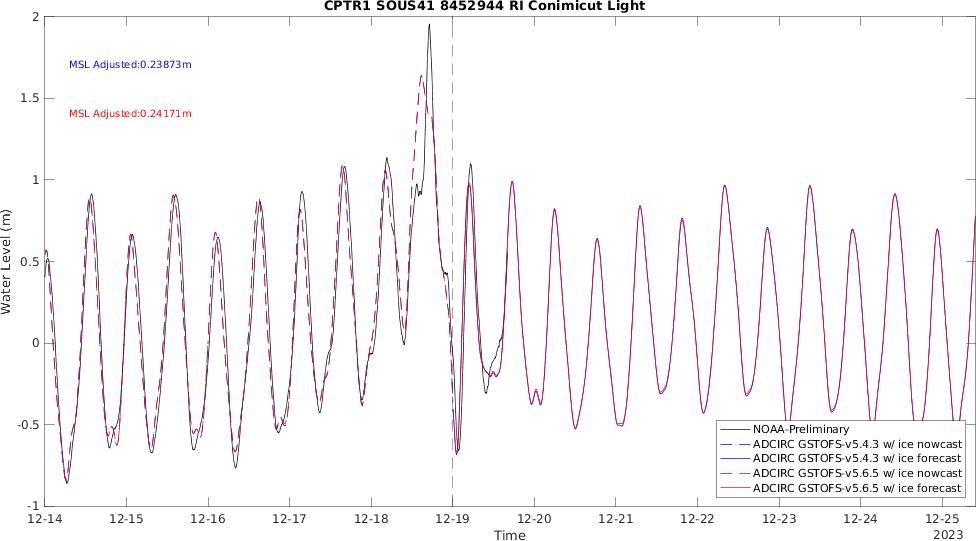 CPTR1 SOUS41 8452944 RI Conimicut Light
MSL Adjusted:0.23873m
MSL Adjusted:0.24171m
Water Level (m)
2
1.5
1
0.5
0
-0.5
-1
NOAA-Preliminary
ADCIRC GSTOFS-v5.4.3 w/ ice nowcast
ADCIRC GSTOFS-v5.4.3 w/ ice forecast
ADCIRC GSTOFS-v5.6.5 w/ ice nowcast
ADCIRC GSTOFS-v5.6.5 w/ ice forecast
12-14 12-15 12-16 12-17 12-18 12-19 12-20 12-21 12-22 12-23 12-24 12-25
Time
2023